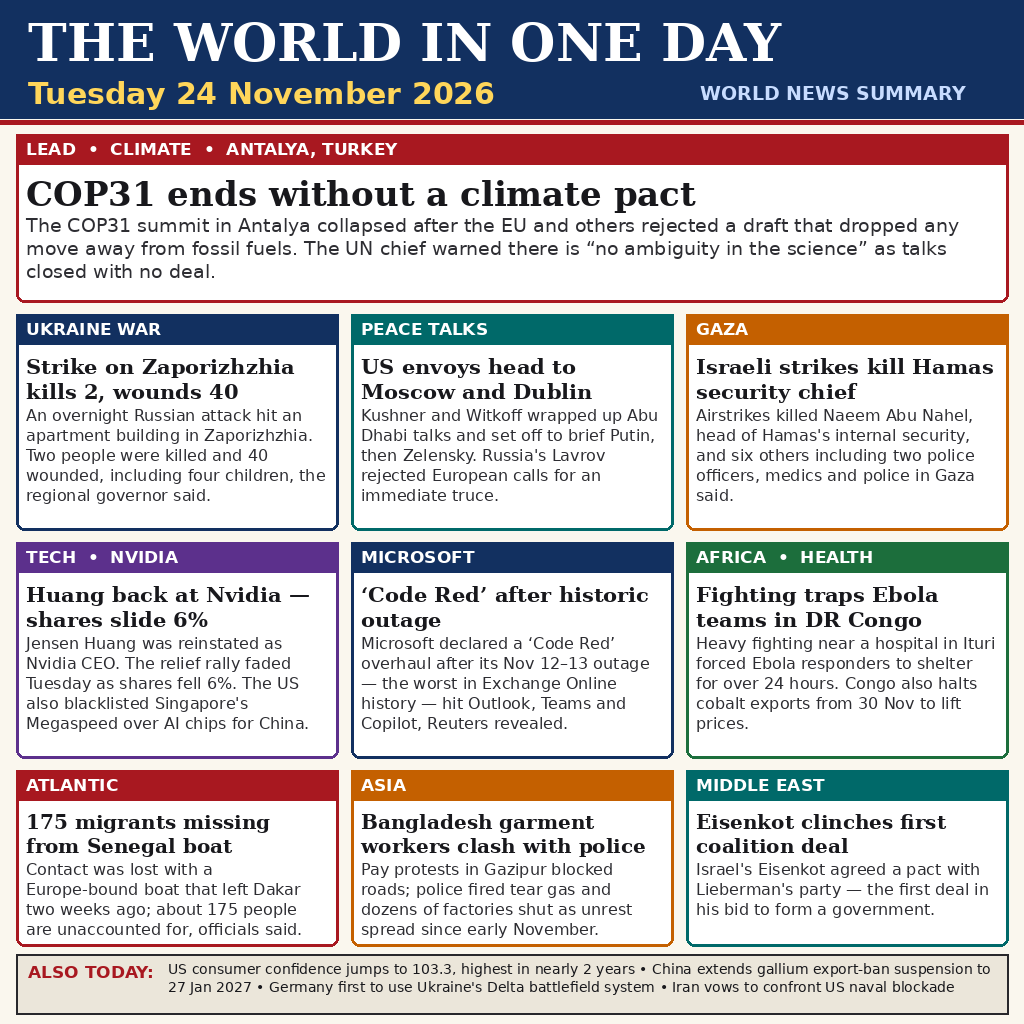 THE WORLD IN ONE DAY
Tuesday 24 November 2026
WORLD NEWS SUMMARY
LEAD • CLIMATE • ANTALYA, TURKEY
COP31 ends without a climate pact
The COP31 summit in Antalya collapsed after the EU and others rejected a draft that dropped any
move away from fossil fuels. The UN chief warned there is “no ambiguity in the science” as talks
closed with no deal.
UKRAINE WAR
Strike on Zaporizhzhia
kills 2, wounds 40
An overnight Russian attack hit an
apartment building in Zaporizhzhia.
Two people were killed and 40
wounded, including four children, the
regional governor said.
PEACE TALKS
US envoys head to
Moscow and Dublin
Kushner and Witkoff wrapped up Abu
Dhabi talks and set off to brief Putin,
then Zelensky. Russia's Lavrov
rejected European calls for an
immediate truce.
GAZA
Israeli strikes kill Hamas
security chief
Airstrikes killed Naeem Abu Nahel,
head of Hamas's internal security,
and six others including two police
officers, medics and police in Gaza
said.
TECH • NVIDIA
Huang back at Nvidia —
shares slide 6%
Jensen Huang was reinstated as
Nvidia CEO. The relief rally faded
Tuesday as shares fell 6%. The US
also blacklisted Singapore's
Megaspeed over AI chips for China.
MICROSOFT
‘Code Red’ after historic
outage
Microsoft declared a ‘Code Red’
overhaul after its Nov 12–13 outage
— the worst in Exchange Online
history — hit Outlook, Teams and
Copilot, Reuters revealed.
AFRICA • HEALTH
Fighting traps Ebola
teams in DR Congo
Heavy fighting near a hospital in Ituri
forced Ebola responders to shelter
for over 24 hours. Congo also halts
cobalt exports from 30 Nov to lift
prices.
ATLANTIC
175 migrants missing
from Senegal boat
Contact was lost with a
Europe-bound boat that left Dakar
two weeks ago; about 175 people
are unaccounted for, officials said.
ASIA
Bangladesh garment
workers clash with police
Pay protests in Gazipur blocked
roads; police fired tear gas and
dozens of factories shut as unrest
spread since early November.
MIDDLE EAST
Eisenkot clinches first
coalition deal
Israel's Eisenkot agreed a pact with
Lieberman's party — the first deal in
his bid to form a government.
ALSO TODAY:
US consumer confidence jumps to 103.3, highest in nearly 2 years • China extends gallium export-ban suspension to
27 Jan 2027 • Germany first to use Ukraine's Delta battlefield system • Iran vows to confront US naval blockade